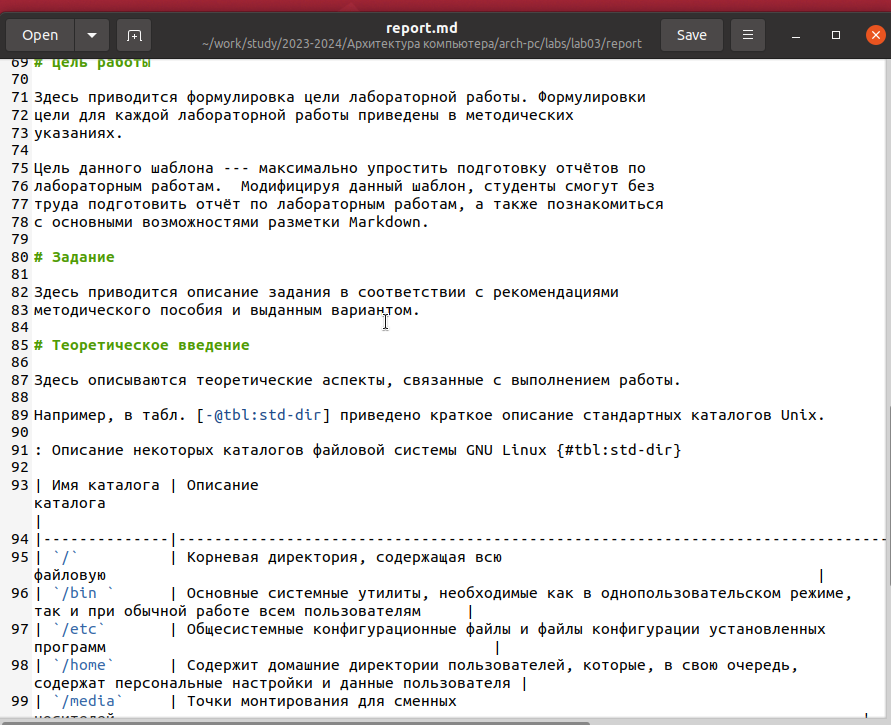 Open
report.md
~/work/study/2023-2024/Архитектура компьютера/arch-pc/labs/lab03/report
Save
69 # Цель работы
70
71 Здесь приводится формулировка цели лабораторной работы. Формулировки
72 цели для каждой лабораторной работы приведены в методических
73 указаниях.
74
75 Цель данного шаблона --- максимально упростить подготовку отчётов по
76 лабораторным работам.  Модифицируя данный шаблон, студенты смогут без
77 труда подготовить отчёт по лабораторным работам, а также познакомиться
78 с основными возможностями разметки Markdown.
79
80 # Задание
81
82 Здесь приводится описание задания в соответствии с рекомендациями
83 методического пособия и выданным вариантом.
84
85 # Теоретическое введение
86
87 Здесь описываются теоретические аспекты, связанные с выполнением работы.
88
89 Например, в табл. [-@tbl:std-dir] приведено краткое описание стандартных каталогов Unix.
90
91 : Описание некоторых каталогов файловой системы GNU Linux {#tbl:std-dir}
92
93 | Имя каталога | Описание
каталога
|
94 |--------------|-------------------------------------------------------------------------------
95 | `/`          | Корневая директория, содержащая всю
файловую |
96 | `/bin `      | Основные системные утилиты, необходимые как в однопользовательском режиме,
так и при обычной работе всем пользователям     |
97 | `/etc`       | Общесистемные конфигурационные файлы и файлы конфигурации установленных
программ |
98 | `/home`      | Содержит домашние директории пользователей, которые, в свою очередь,
содержат персональные настройки и данные пользователя |
99 | `/media`     | Точки монтирования для сменных
носителей |